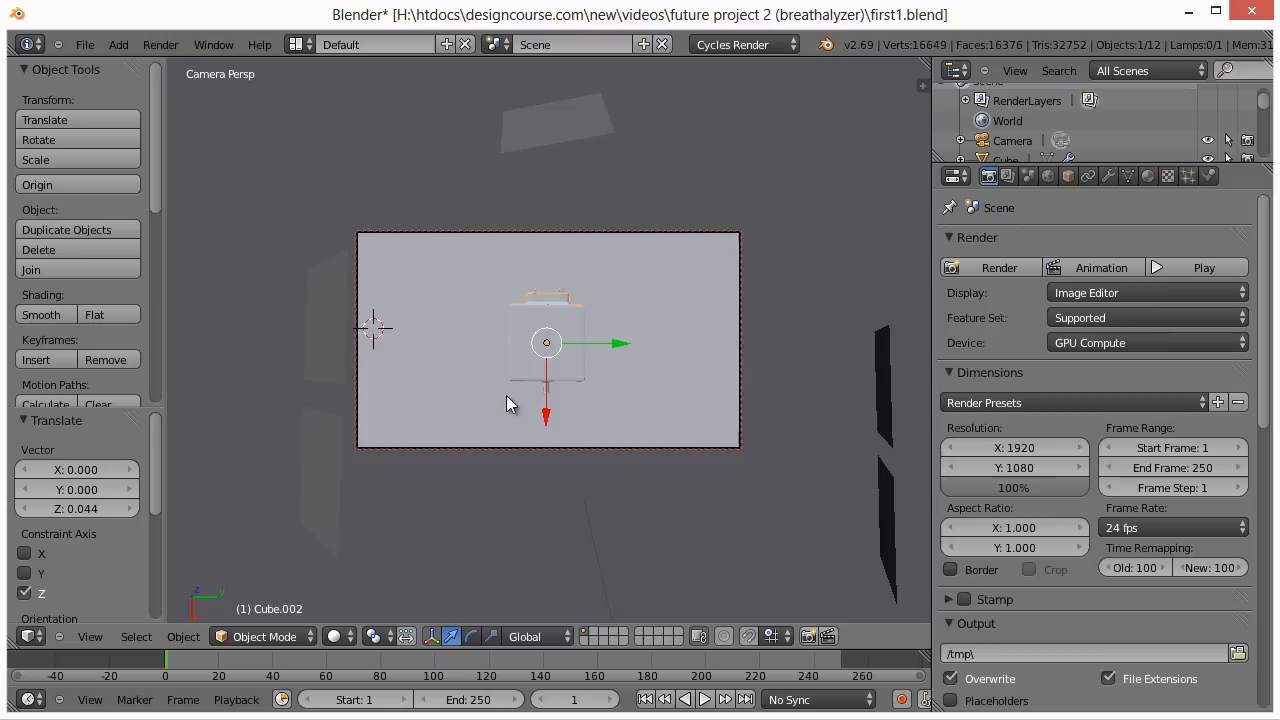 Blender* [H:\htdocs\designcourse.com\new\videos\future project 2 (breathalyzer)\first1.blend]
File Add Render Window Help Default Scene Cycles Render v2.69 | Verts:16649 | Faces:16376 | Tris:32752 | Objects:1/12 | Lamps:0/1 | Mem:31
Object Tools
Transform:
Translate
Rotate
Scale
Origin
Object:
Duplicate Objects
Delete
Join
Shading:
Smooth Flat
Keyframes:
Insert Remove
Motion Paths:
Calculate Clear
Translate
Vector
X: 0.000
Y: 0.000
Z: 0.044
Constraint Axis
X
Y
Z
Orientation
Camera Persp
z y
x
(1) Cube.002
View Select Object Object Mode Global
-40 -20 0 20 40 60 80 100 120 140 160 180 200 220 240 260
View Marker Frame Playback Start: 1 End: 250 1 No Sync
View Search All Scenes
Scene
RenderLayers
World
Camera
Cube
Scene
Render
Render Animation Play
Display: Image Editor
Feature Set: Supported
Device: GPU Compute
Dimensions
Render Presets
Resolution: Frame Range:
X: 1920 Start Frame: 1
Y: 1080 End Frame: 250
100% Frame Step: 1
Aspect Ratio: Frame Rate:
X: 1.000 24 fps
Y: 1.000 Time Remapping:
Border Crop Old: 100 New: 100
Stamp
Output
/tmp\
Overwrite File Extensions
Placeholders